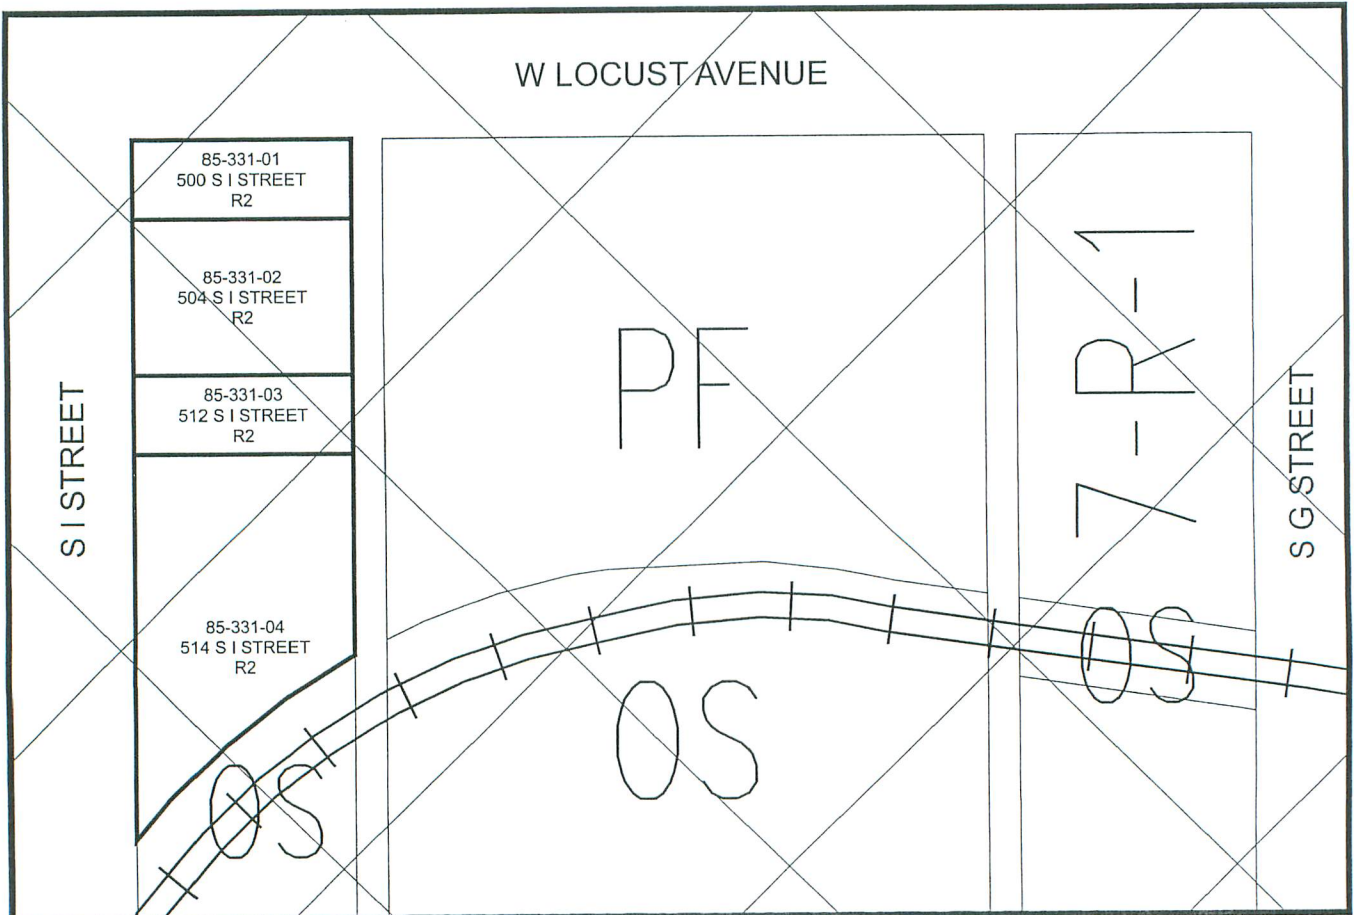 W LOCUST AVENUE
85-331-01
500 S I STREET
R2
85-331-02
504 S I STREET
R2
85-331-03
512 S I STREET
R2
85-331-04
514 S I STREET
R2
S I STREET
PF
7-R-1
S G STREET
OS
OS
OS